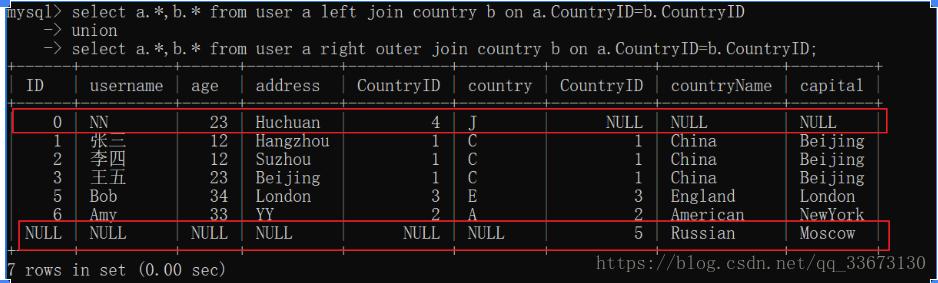 mysql> select a.*,b.* from user a left join country b on a.CountryID=b.CountryID
-> union
-> select a.*,b.* from user a right outer join country b on a.CountryID=b.CountryID;
| ID | username | age | address | CountryID | country | CountryID | countryName | capital |
| 0 | NN | 23 | Huchuan | 4 | J | NULL | NULL | NULL |
| 1 | 张三 | 12 | Hangzhou | 1 | C | 1 | China | Beijing |
| 2 | 李四 | 12 | Suzhou | 1 | C | 1 | China | Beijing |
| 3 | 王五 | 23 | Beijing | 1 | C | 1 | China | Beijing |
| 5 | Bob | 34 | London | 3 | E | 3 | England | London |
| 6 | Amy | 33 | YY | 2 | A | 2 | American | NewYork |
| NULL | NULL | NULL | NULL | NULL | NULL | 5 | Russian | Moscow |
7 rows in set (0.00 sec)
https://blog.csdn.net/qq_33673130